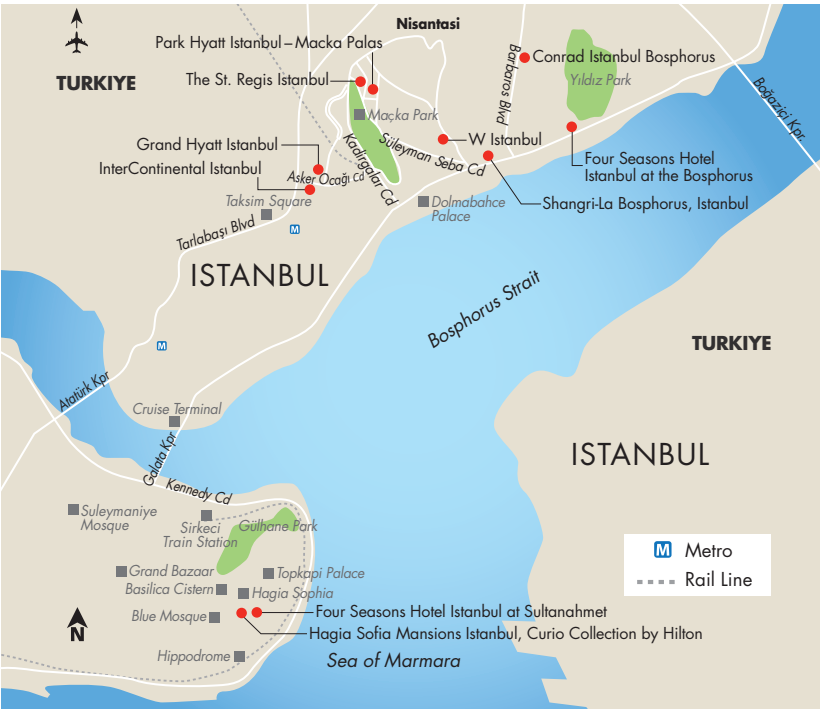 Nisantasi
Park Hyatt Istanbul – Macka Palas
The St. Regis Istanbul
TURKIYE
Conrad Istanbul Bosphorus
Yıldız Park
Barbaros Blvd
Boğaziçi Kpr.
Maçka Park
Grand Hyatt Istanbul
InterContinental Istanbul
Kadirgalar Cd
Süleyman Seba Cd
W Istanbul
Four Seasons Hotel
Istanbul at the Bosphorus
Asker Ocağı Cd
Shangri-La Bosphorus, Istanbul
Taksim Square
Dolmabahce
Palace
Tarlabaşı Blvd
M
ISTANBUL
Bosphorus Strait
TURKIYE
M
Atatürk Kpr
Cruise Terminal
Galata Kpr
ISTANBUL
Kennedy Cd
Suleymaniye
Mosque
Sirkeci
Train Station
Gülhane Park
M Metro
Rail Line
Grand Bazaar
Topkapi Palace
Basilica Cistern
Hagia Sophia
Blue Mosque
Four Seasons Hotel Istanbul at Sultanahmet
Hagia Sofia Mansions Istanbul, Curio Collection by Hilton
N
Hippodrome
Sea of Marmara